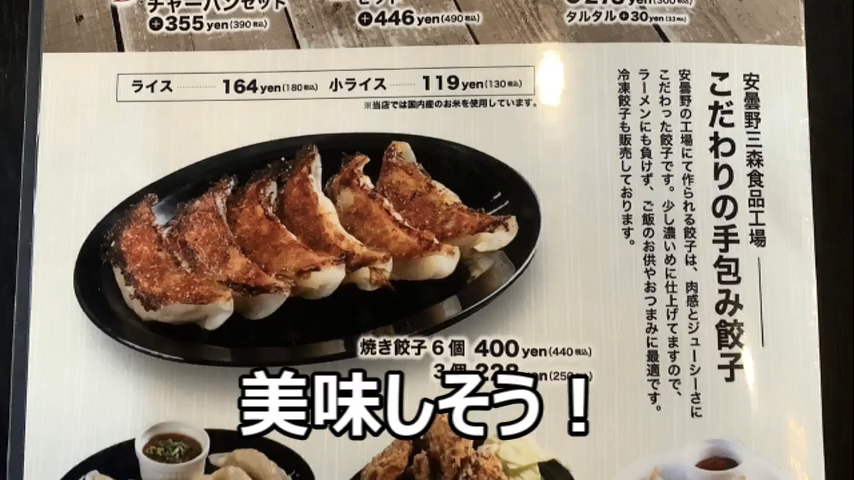 チャーハンセット
+355yen(390税込)
セット
+446yen(490税込)
タルタル+30yen(33税込)
ライス 164yen(180税込) 小ライス 119yen(130税込)
※当店では国内産のお米を使用しています。
安曇野三森食品工場
こだわりの手包み餃子
安曇野の工場にて作られる餃子は、肉感とジューシーさに
こだわった餃子です。少し濃いめに仕上げてますので、
ラーメンにも負けず、ご飯のお供やおつまみに最適です。
冷凍餃子も販売しております。
焼き餃子6個 400yen(440税込)
3個 228yen(250
美味しそう！